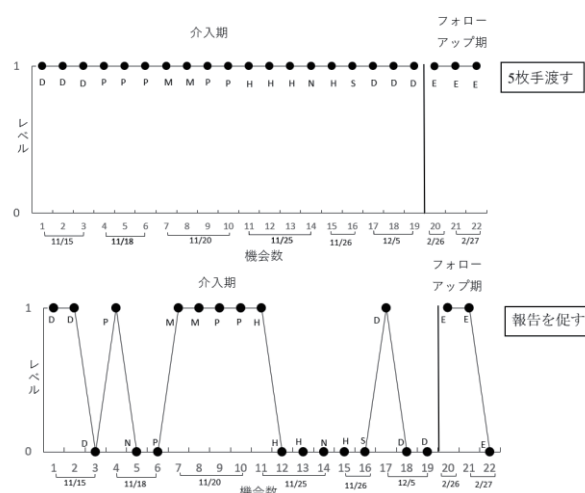 介入期
フォロー
アップ期
5枚手渡す
1
D D D P P P M M P P H H H N H S D D D E E E
レベル
0
1 2 3 4 5 6 7 8 9 10 11 12 13 14 15 16 17 18 19 20 21 22
11/15 11/18 11/20 11/25 11/26 12/5 2/26 2/27
機会数
介入期
フォロー
アップ期
報告を促す
1
D D D P N P M M P P H H H N H S D D D E E E
レベル
0
1 2 3 4 5 6 7 8 9 10 11 12 13 14 15 16 17 18 19 20 21 22
11/15 11/18 11/20 11/25 11/26 12/5 2/26 2/27
機会数